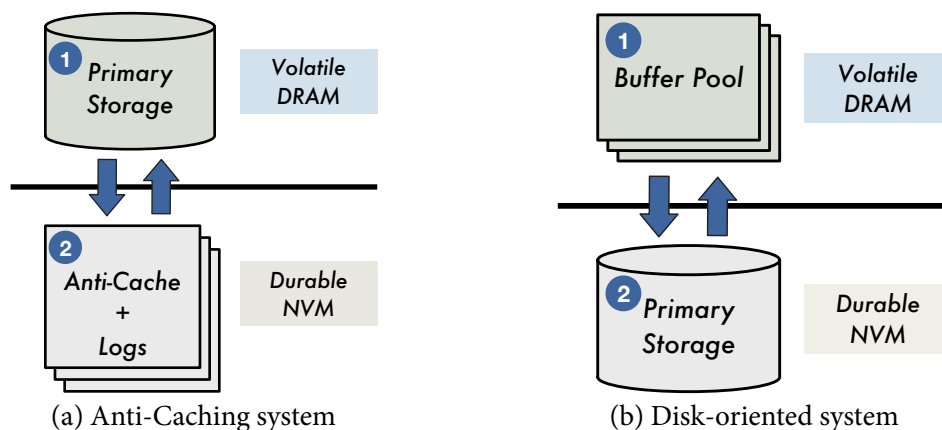 1
Primary
Storage
Volatile
DRAM
2
Anti-Cache
+
Logs
Durable
NVM
(a) Anti-Caching system
1
Buffer Pool
Volatile
DRAM
2
Primary
Storage
Durable
NVM
(b) Disk-oriented system